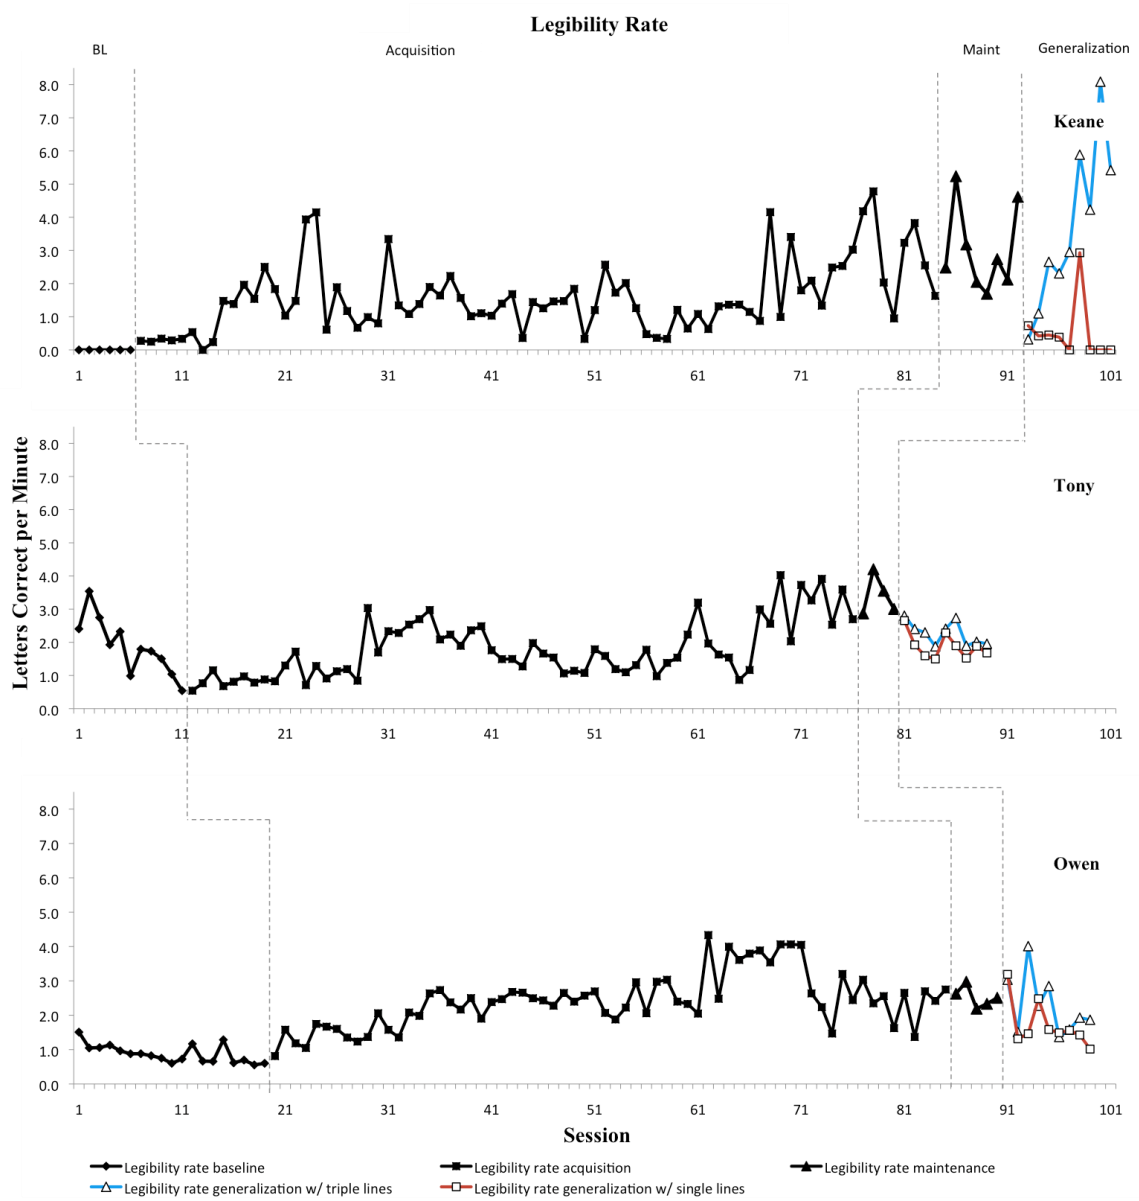 Legibility Rate
BL Acquisition Maint Generalization
8.0
7.0
6.0
5.0
4.0
3.0
2.0
1.0
0.0
Keane
1 11 21 31 41 51 61 71 81 91 101
Letters Correct per Minute
8.0
7.0
6.0
5.0
4.0
3.0
2.0
1.0
0.0
Tony
1 11 21 31 41 51 61 71 81 91 101
8.0
7.0
6.0
5.0
4.0
3.0
2.0
1.0
0.0
Owen
1 11 21 31 41 51 61 71 81 91 101
Session
Legibility rate baseline Legibility rate acquisition Legibility rate maintenance
Legibility rate generalization w/ triple lines Legibility rate generalization w/ single lines